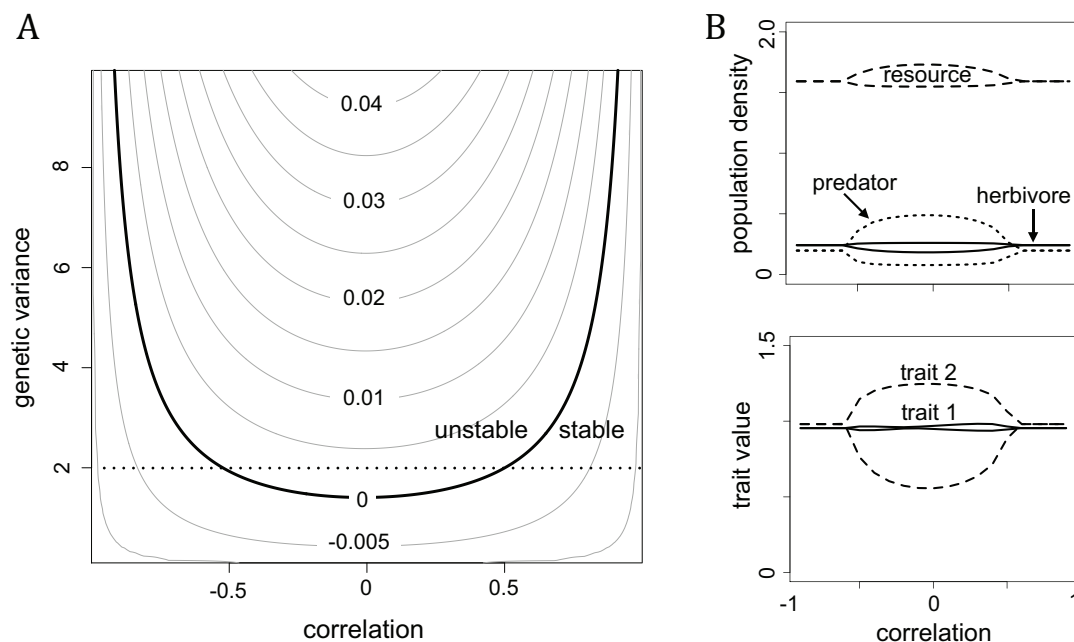 A
0.04
0.03
0.02
0.01
unstable
stable
0
-0.005
8
6
4
2
genetic variance
-0.5
0
0.5
correlation
B
2.0
0
population density
resource
predator
herbivore
1.5
0
trait value
trait 2
trait 1
-1
0
1
correlation